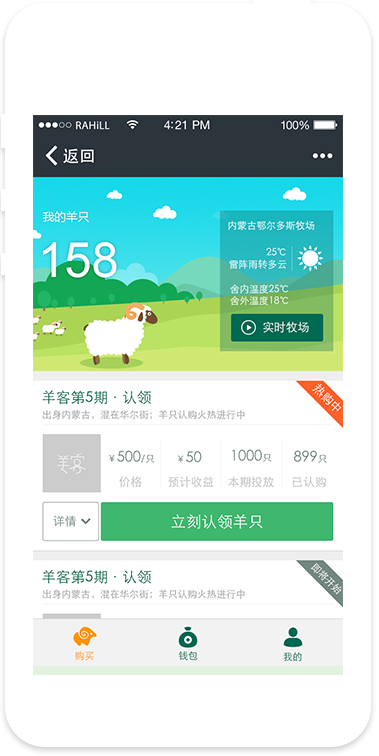 RAHiLL 4:21 PM 100%
返回
我的羊只
158
内蒙古鄂尔多斯牧场
25℃
雷阵雨转多云
舍内温度25℃
舍外温度18℃
实时牧场
羊客第5期·认领
热购中
出身内蒙古，混在华尔街；羊只认购火热进行中
羊客
¥500/只 ¥50 1000只 899只
价格 预计收益 本期投放 已认购
详情 立刻认领羊只
羊客第5期·认领
即将开始
出身内蒙古，混在华尔街；羊只认购火热进行中
购买 钱包 我的